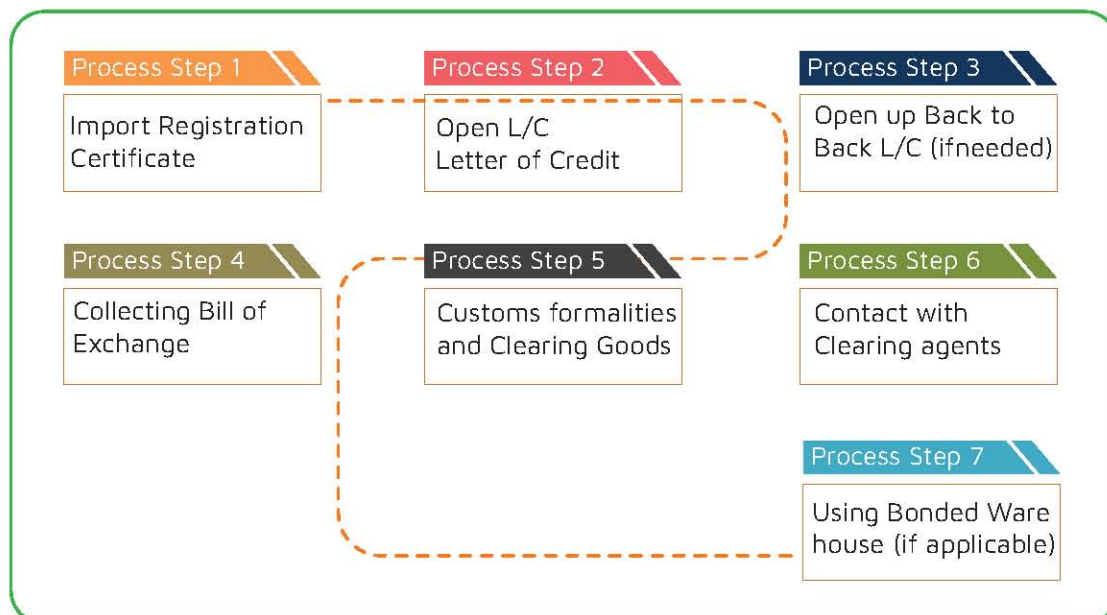 Process Step 1
Import Registration
Certificate
Process Step 2
Open L/C
Letter of Credit
Process Step 3
Open up Back to
Back L/C (ifneeded)
Process Step 4
Collecting Bill of
Exchange
Process Step 5
Customs formalities
and Clearing Goods
Process Step 6
Contact with
Clearing agents
Process Step 7
Using Bonded Ware
house (if applicable)